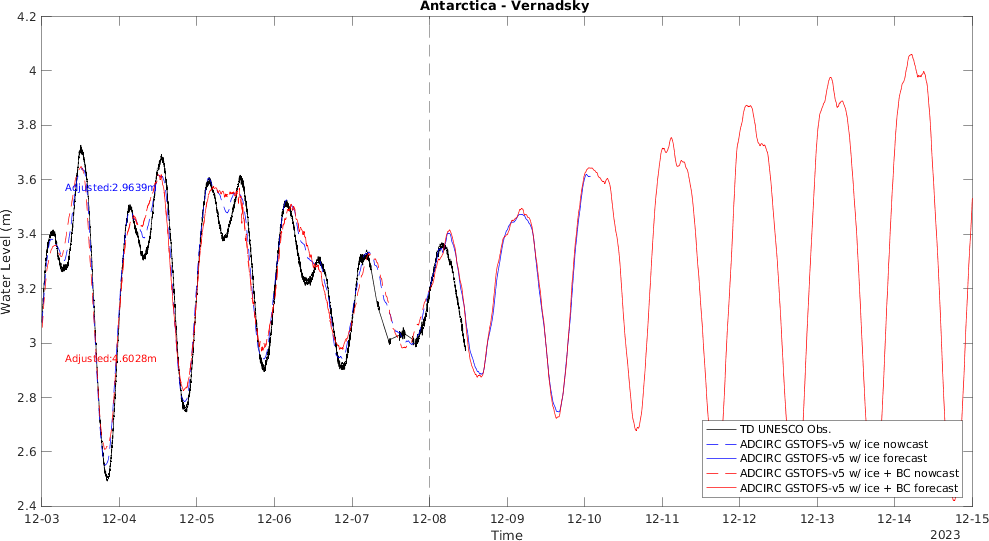 Antarctica - Vernadsky
4.2
4
3.8
3.6
3.4
3.2
3
2.8
2.6
2.4
Water Level (m)
Adjusted:2.9639m
Adjusted:4.6028m
TD UNESCO Obs.
ADCIRC GSTOFS-v5 w/ ice nowcast
ADCIRC GSTOFS-v5 w/ ice forecast
ADCIRC GSTOFS-v5 w/ ice + BC nowcast
ADCIRC GSTOFS-v5 w/ ice + BC forecast
12-03 12-04 12-05 12-06 12-07 12-08 12-09 12-10 12-11 12-12 12-13 12-14 12-15
Time
2023